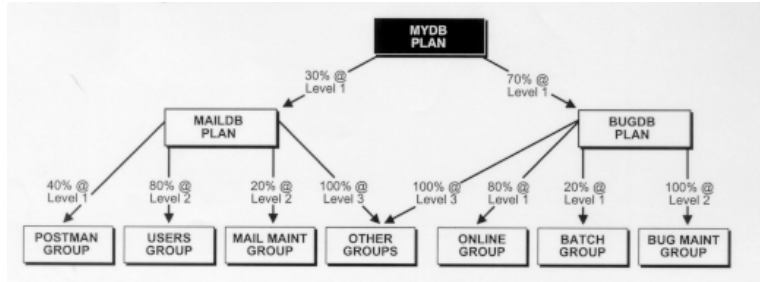 MYDB
PLAN
30% @
Level 1
70% @
Level 1
MAILDB
PLAN
BUGDB
PLAN
40% @
Level 1
80% @
Level 2
20% @
Level 2
100% @
Level 3
100% @
Level 3
80% @
Level 1
20% @
Level 1
100% @
Level 2
POSTMAN
GROUP
USERS
GROUP
MAIL MAINT
GROUP
OTHER
GROUPS
ONLINE
GROUP
BATCH
GROUP
BUG MAINT
GROUP